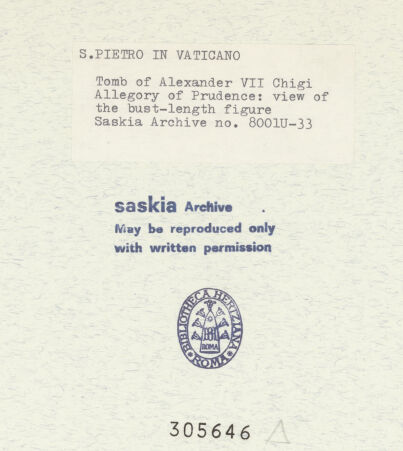 S.PIETRO IN VATICANO
Tomb of Alexander VII Chigi
Allegory of Prudence: view of
the bust-length figure
Saskia Archive no. 8001U-33
saskia Archive
May be reproduced only
with written permission
BIBLIOTHECA HERTZIANA
ROMA
ROMA
305646